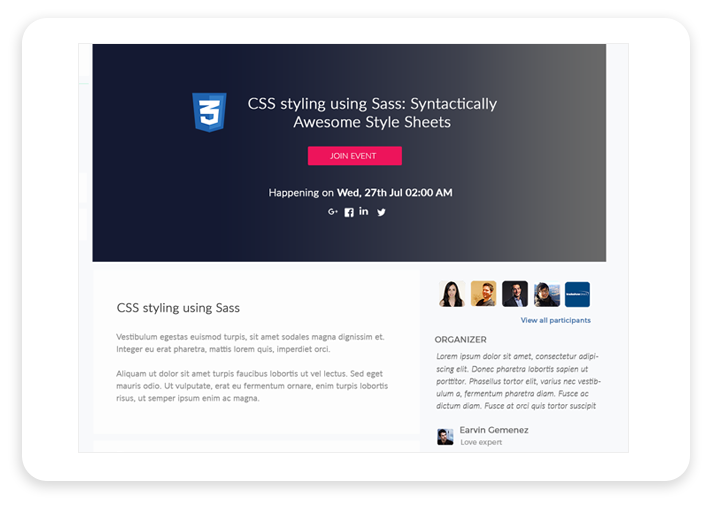 CSS styling using Sass: Syntactically
Awesome Style Sheets
JOIN EVENT
Happening on Wed, 27th Jul 02:00 AM
G+ in
CSS styling using Sass
Vestibulum egestas euismod turpis, sit amet sodales magna dignissim et.
Integer eu erat pharetra, mattis lorem quis, imperdiet orci.
Aliquam ut dolor sit amet turpis faucibus lobortis ut vel lectus. Sed eget
mauris odio. Ut vulputate, erat eu fermentum ornare, enim turpis lobortis
risus, ut semper ipsum enim ac magna.
View all participants
ORGANIZER
Lorem ipsum dolor sit amet, consectetur adipi-
scing elit. Donec pharetra lobortis sapien ut
porttitor. Phasellus tortor elit, varius nec vestib-
ulum a, fermentum pharetra diam. Fusce ac
dictum diam. Fusce at orci quis tortor suscipit
Earvin Gemenez
Love expert